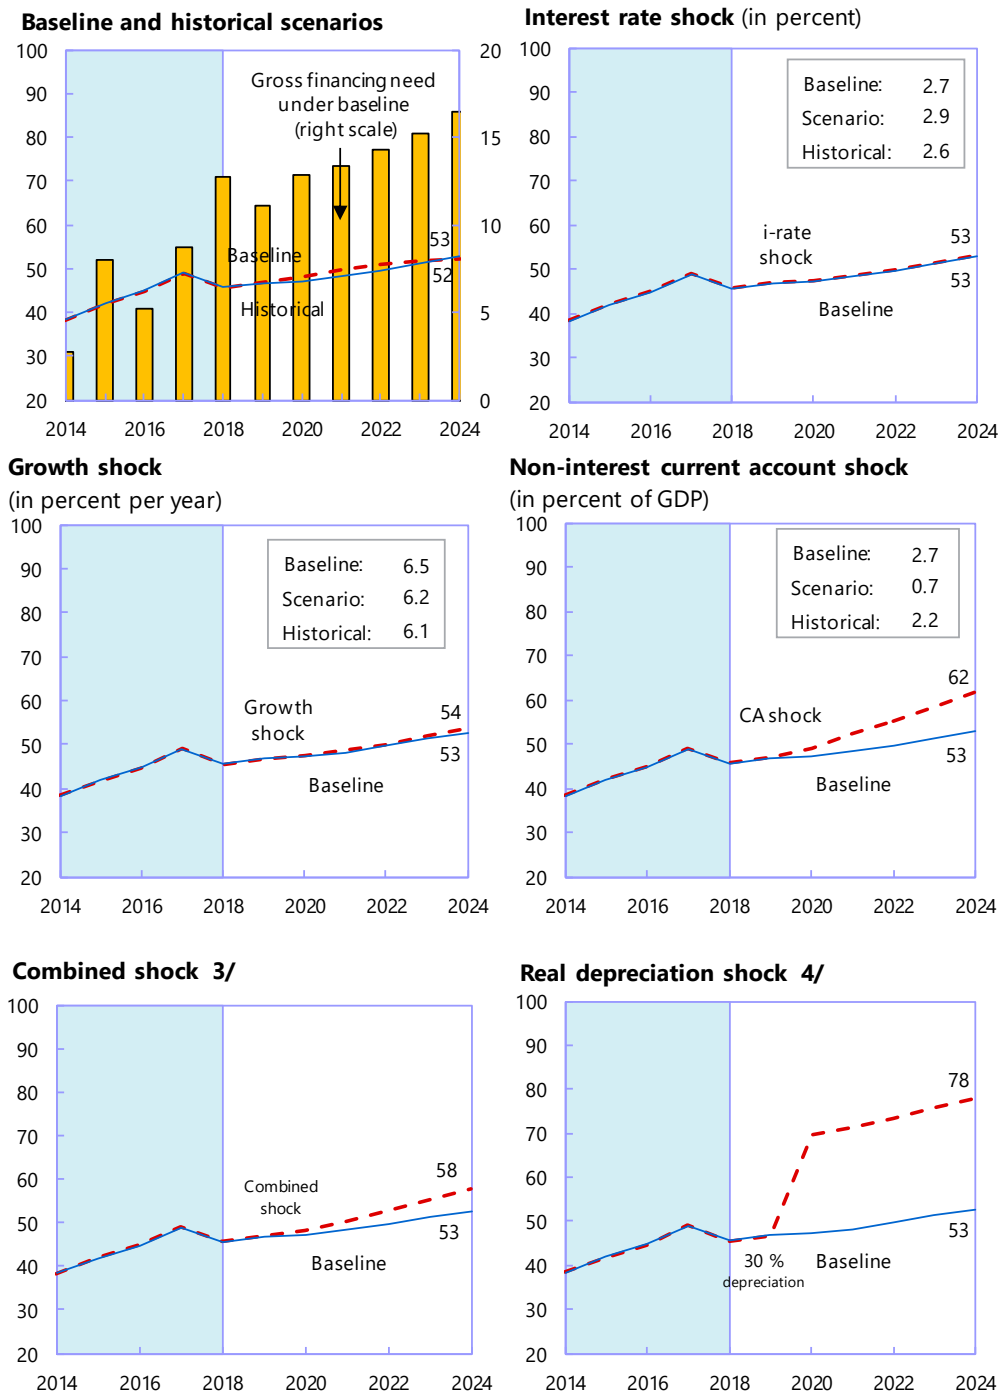 Baseline and historical scenarios
100
90
80
70
60
50
40
30
20
20
15
10
5
0
Gross financing need
under baseline
(right scale)
Baseline
53
52
Historical
2014 2016 2018 2020 2022 2024
Interest rate shock (in percent)
100
90
80
70
60
50
40
30
20
Baseline: 2.7
Scenario: 2.9
Historical: 2.6
i-rate
shock
53
53
Baseline
2014 2016 2018 2020 2022 2024
Growth shock
(in percent per year)
100
90
80
70
60
50
40
30
20
Baseline: 6.5
Scenario: 6.2
Historical: 6.1
Growth
shock
54
53
Baseline
2014 2016 2018 2020 2022 2024
Non-interest current account shock
(in percent of GDP)
100
90
80
70
60
50
40
30
20
Baseline: 2.7
Scenario: 0.7
Historical: 2.2
62
CA shock
53
Baseline
2014 2016 2018 2020 2022 2024
Combined shock 3/
100
90
80
70
60
50
40
30
20
58
Combined
shock
53
Baseline
2014 2016 2018 2020 2022 2024
Real depreciation shock 4/
100
90
80
70
60
50
40
30
20
78
53
30 %
depreciation
Baseline
2014 2016 2018 2020 2022 2024